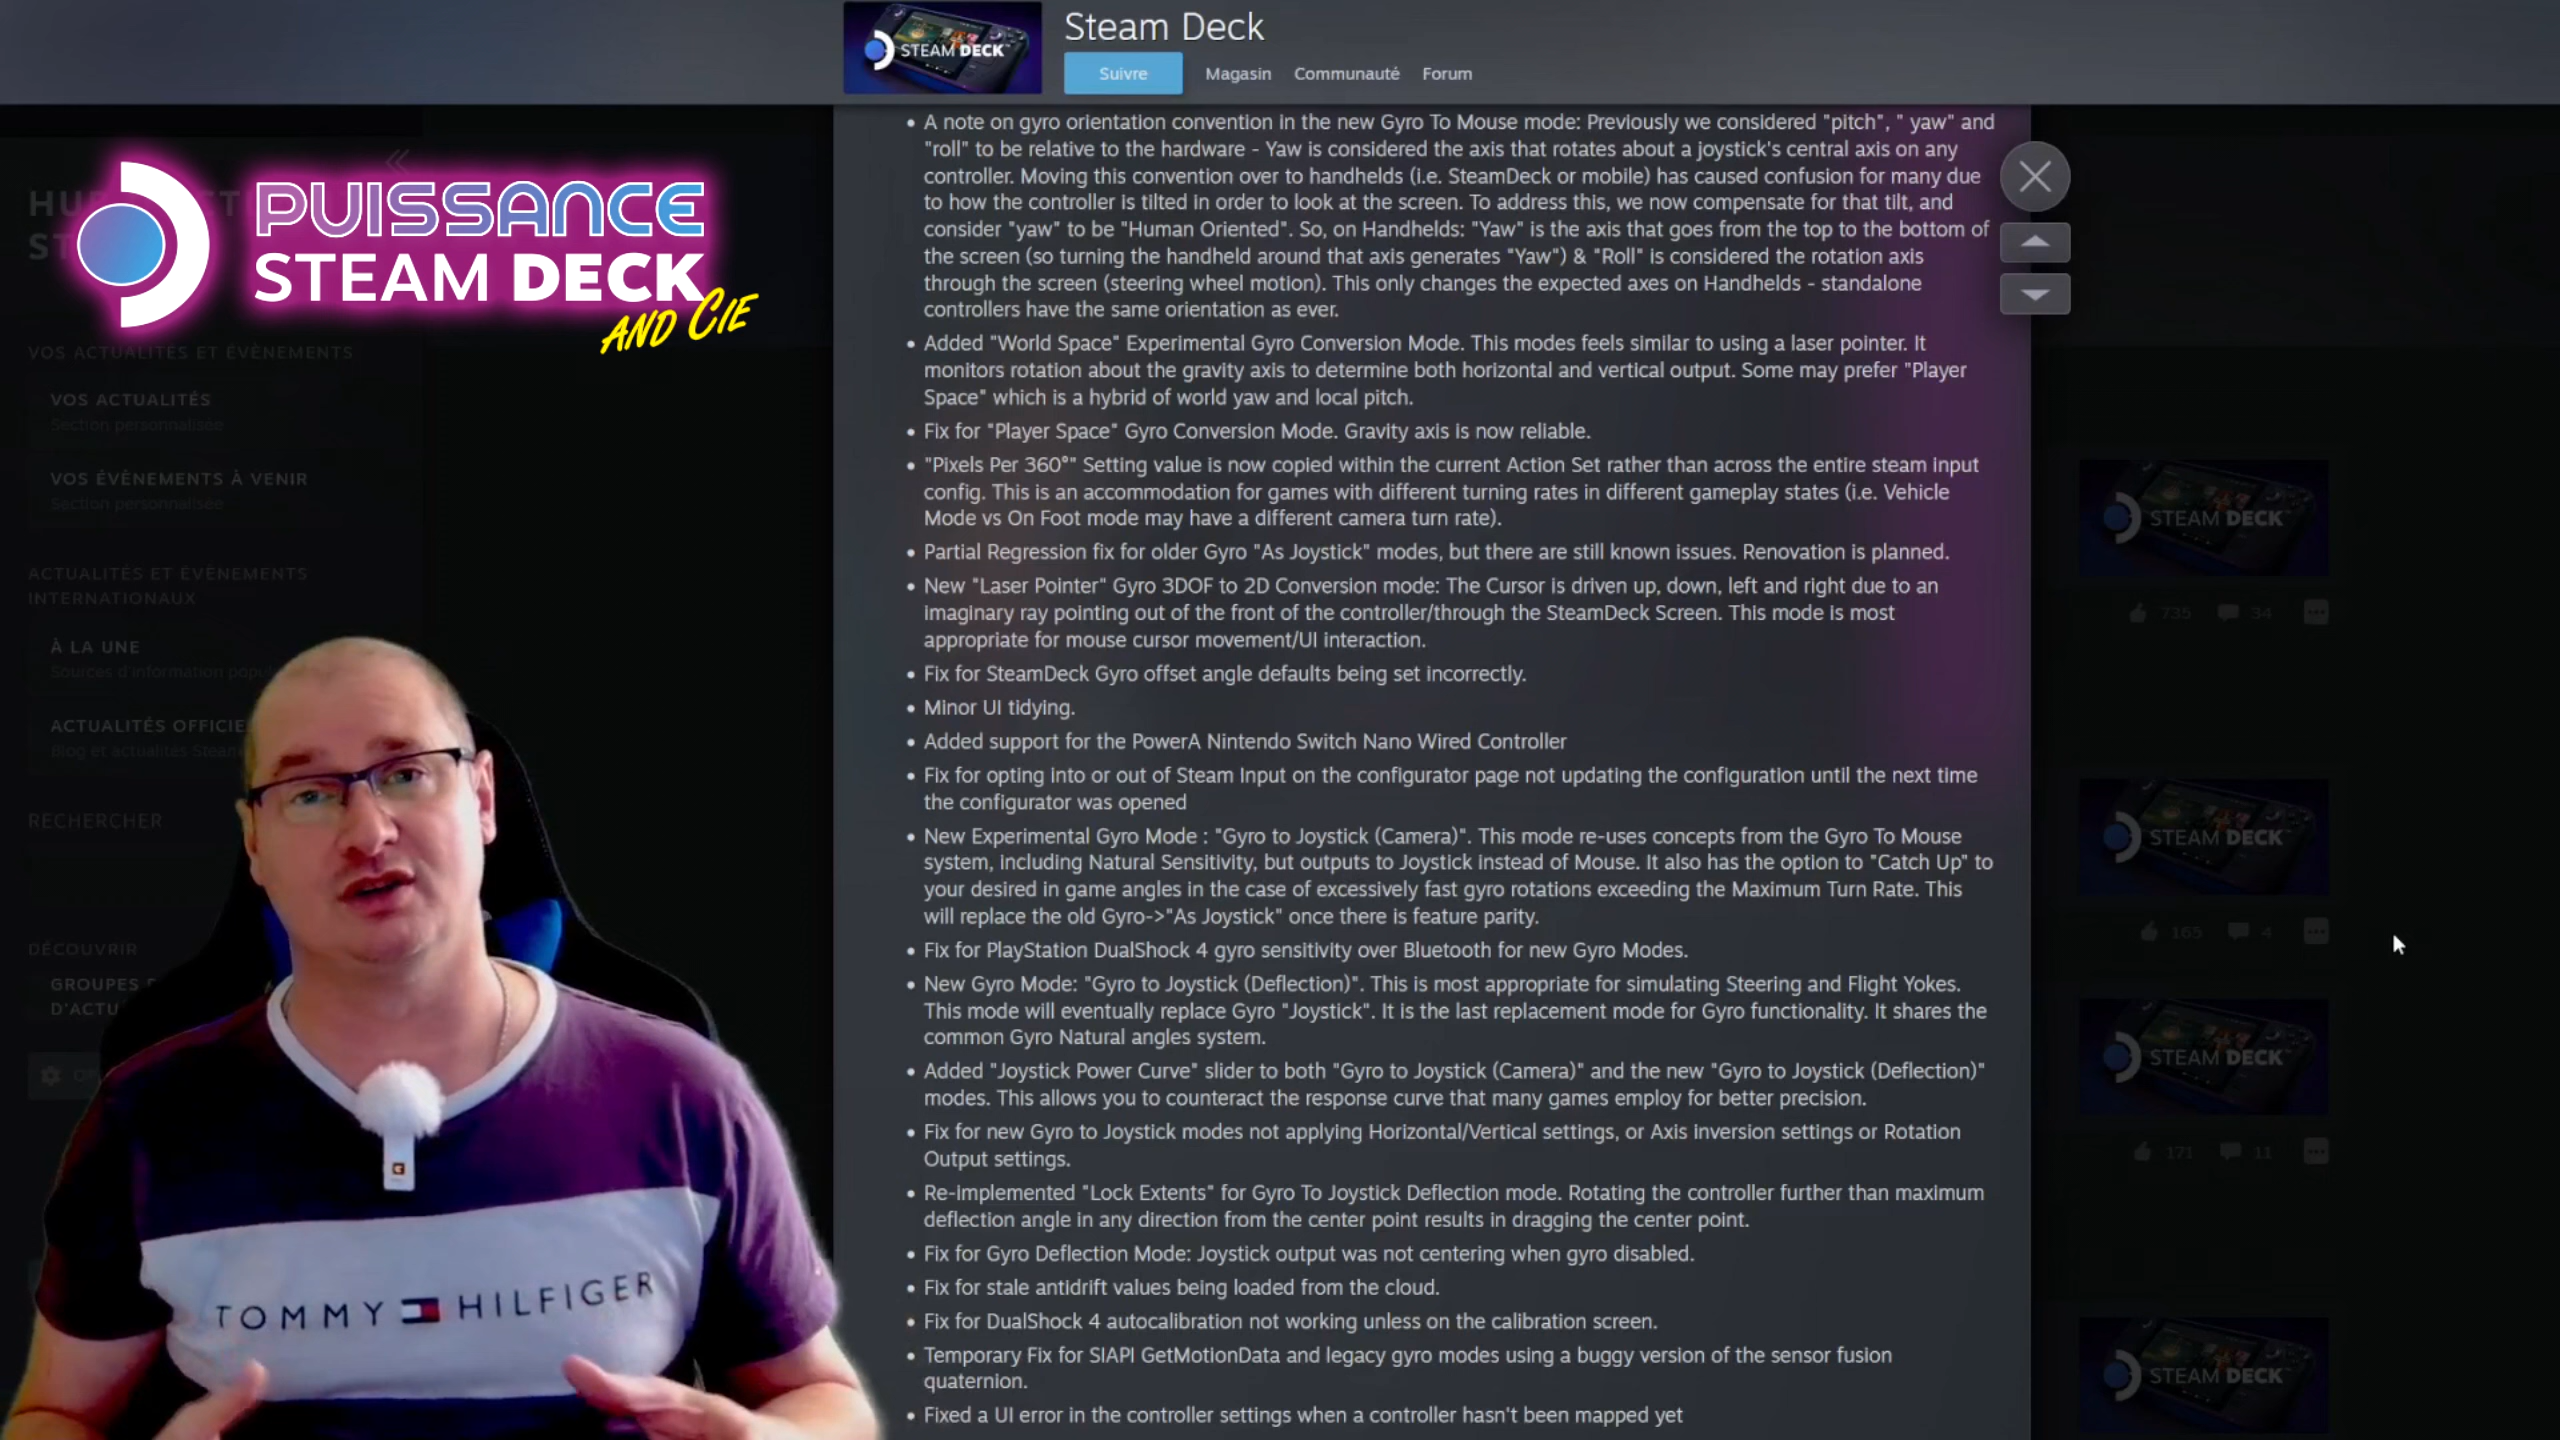 STEAM DECK
Steam Deck
Suivre
Magasin
Communauté
Forum
PUISSANCE
STEAM DECK
AND CIE
VOS ACTUALITÉS ET ÉVÈNEMENTS
VOS ACTUALITÉS
Section personnalisée
VOS ÉVÈNEMENTS À VENIR
Section personnalisée
ACTUALITÉS ET ÉVÈNEMENTS
INTERNATIONAUX
À LA UNE
Sources d'information
ACTUALITÉS
Blog et actualités
RECHERCHER
DÉCOUVRIR
GROUPES
• A note on gyro orientation convention in the new Gyro To Mouse mode: Previously we considered "pitch", " yaw" and
"roll" to be relative to the hardware - Yaw is considered the axis that rotates about a joystick's central axis on any
controller. Moving this convention over to handhelds (i.e. SteamDeck or mobile) has caused confusion for many due
to how the controller is tilted in order to look at the screen. To address this, we now compensate for that tilt, and
consider "yaw" to be "Human Oriented". So, on Handhelds: "Yaw" is the axis that goes from the top to the bottom of
the screen (so turning the handheld around that axis generates "Yaw") & "Roll" is considered the rotation axis
through the screen (steering wheel motion). This only changes the expected axes on Handhelds - standalone
controllers have the same orientation as ever.
• Added "World Space" Experimental Gyro Conversion Mode. This modes feels similar to using a laser pointer. It
monitors rotation about the gravity axis to determine both horizontal and vertical output. Some may prefer "Player
Space" which is a hybrid of world yaw and local pitch.
• Fix for "Player Space" Gyro Conversion Mode. Gravity axis is now reliable.
• "Pixels Per 360°" Setting value is now copied within the current Action Set rather than across the entire steam input
config. This is an accommodation for games with different turning rates in different gameplay states (i.e. Vehicle
Mode vs On Foot mode may have a different camera turn rate).
• Partial Regression fix for older Gyro "As Joystick" modes, but there are still known issues. Renovation is planned.
• New "Laser Pointer" Gyro 3DOF to 2D Conversion mode: The Cursor is driven up, down, left and right due to an
imaginary ray pointing out of the front of the controller/through the SteamDeck Screen. This mode is most
appropriate for mouse cursor movement/UI interaction.
• Fix for SteamDeck Gyro offset angle defaults being set incorrectly.
• Minor UI tidying.
• Added support for the PowerA Nintendo Switch Nano Wired Controller
• Fix for opting into or out of Steam Input on the configurator page not updating the configuration until the next time
the configurator was opened
• New Experimental Gyro Mode : "Gyro to Joystick (Camera)". This mode re-uses concepts from the Gyro To Mouse
system, including Natural Sensitivity, but outputs to Joystick instead of Mouse. It also has the option to "Catch Up" to
your desired in game angles in the case of excessively fast gyro rotations exceeding the Maximum Turn Rate. This
will replace the old Gyro->"As Joystick" once there is feature parity.
• Fix for PlayStation DualShock 4 gyro sensitivity over Bluetooth for new Gyro Modes.
• New Gyro Mode: "Gyro to Joystick (Deflection)". This is most appropriate for simulating Steering and Flight Yokes.
This mode will eventually replace Gyro "Joystick". It is the last replacement mode for Gyro functionality. It shares the
common Gyro Natural angles system.
• Added "Joystick Power Curve" slider to both "Gyro to Joystick (Camera)" and the new "Gyro to Joystick (Deflection)"
modes. This allows you to counteract the response curve that many games employ for better precision.
• Fix for new Gyro to Joystick modes not applying Horizontal/Vertical settings, or Axis inversion settings or Rotation
Output settings.
• Re-implemented "Lock Extents" for Gyro To Joystick Deflection mode. Rotating the controller further than maximum
deflection angle in any direction from the center point results in dragging the center point.
• Fix for Gyro Deflection Mode: Joystick output was not centering when gyro disabled.
• Fix for stale antidrift values being loaded from the cloud.
• Fix for DualShock 4 autocalibration not working unless on the calibration screen.
• Temporary Fix for SIAPI GetMotionData and legacy gyro modes using a buggy version of the sensor fusion
quaternion.
• Fixed a UI error in the controller settings when a controller hasn't been mapped yet
TOMMY HILFIGER
STEAM DECK
735 34
STEAM DECK
165 4
STEAM DECK
171 11
STEAM DECK